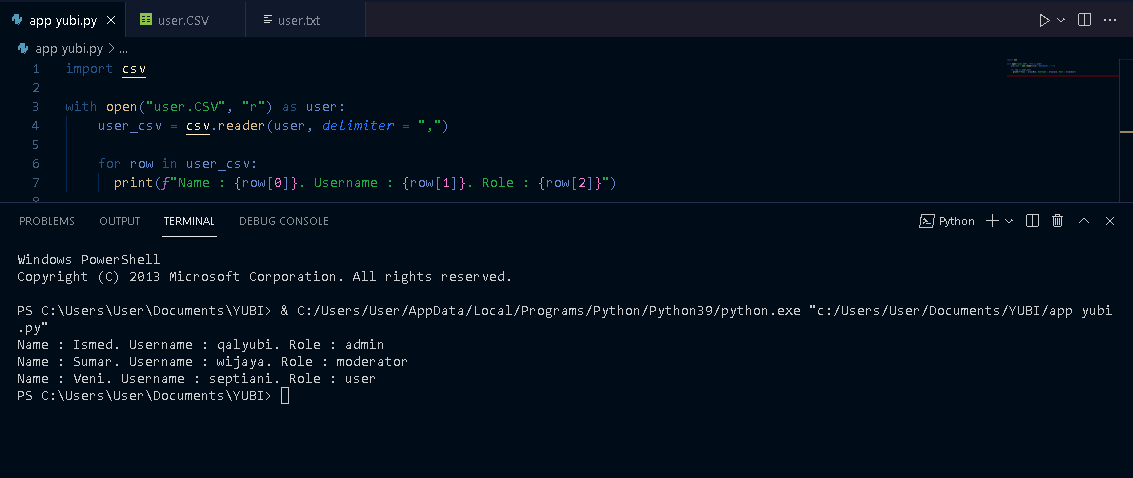 app yubi.py
user.CSV
user.txt
app yubi.py > ...
1 import csv
2
3 with open("user.CSV", "r") as user:
4 user_csv = csv.reader(user, delimiter = ",")
5
6 for row in user_csv:
7 print(f"Name : {row[0]}. Username : {row[1]}. Role : {row[2]}")
8
PROBLEMS OUTPUT TERMINAL DEBUG CONSOLE Python
Windows PowerShell
Copyright (C) 2013 Microsoft Corporation. All rights reserved.
PS C:\Users\User\Documents\YUBI> & C:/Users/User/AppData/Local/Programs/Python/Python39/python.exe "c:/Users/User/Documents/YUBI/app yubi
.py"
Name : Ismed. Username : qalyubi. Role : admin
Name : Sumar. Username : wijaya. Role : moderator
Name : Veni. Username : septiani. Role : user
PS C:\Users\User\Documents\YUBI>